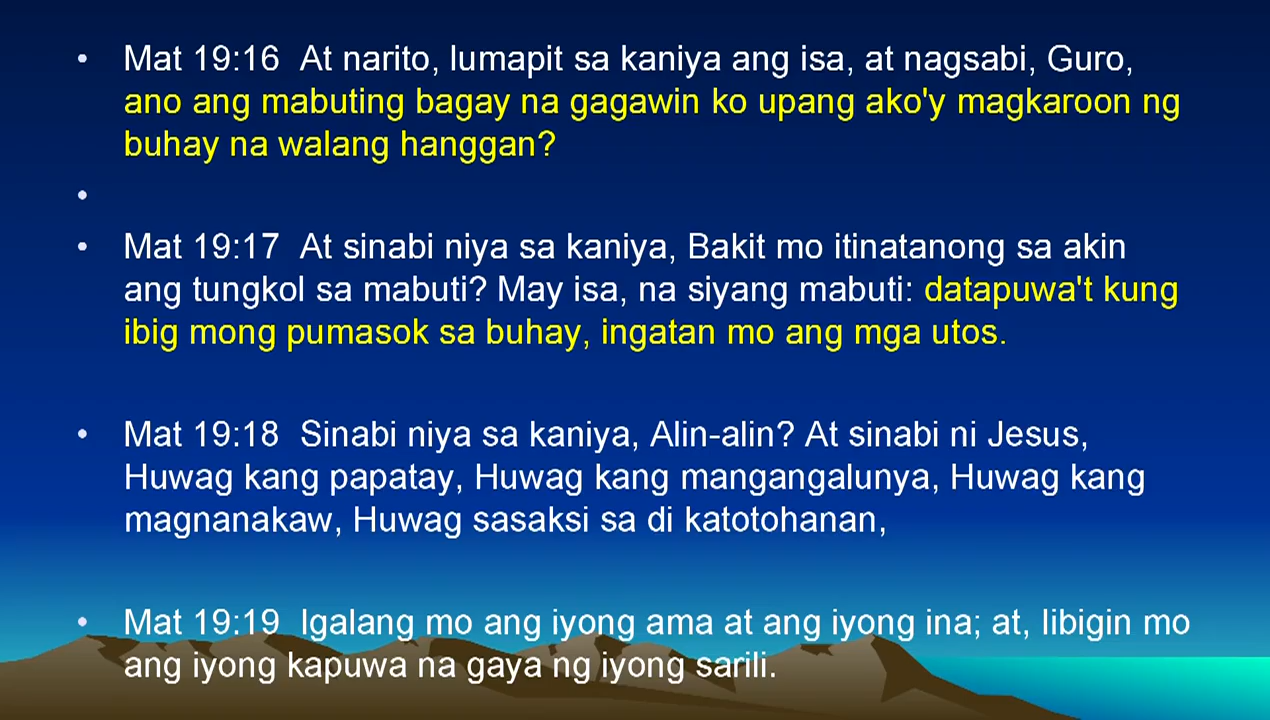 • Mat 19:16  At narito, lumapit sa kaniya ang isa, at nagsabi, Guro,
ano ang mabuting bagay na gagawin ko upang ako'y magkaroon ng
buhay na walang hanggan?
•
• Mat 19:17  At sinabi niya sa kaniya, Bakit mo itinatanong sa akin
ang tungkol sa mabuti? May isa, na siyang mabuti: datapuwa't kung
ibig mong pumasok sa buhay, ingatan mo ang mga utos.
• Mat 19:18  Sinabi niya sa kaniya, Alin-alin? At sinabi ni Jesus,
Huwag kang papatay, Huwag kang mangangalunya, Huwag kang
magnanakaw, Huwag sasaksi sa di katotohanan,
• Mat 19:19  Igalang mo ang iyong ama at ang iyong ina; at, Iibigin mo
ang iyong kapuwa na gaya ng iyong sarili.